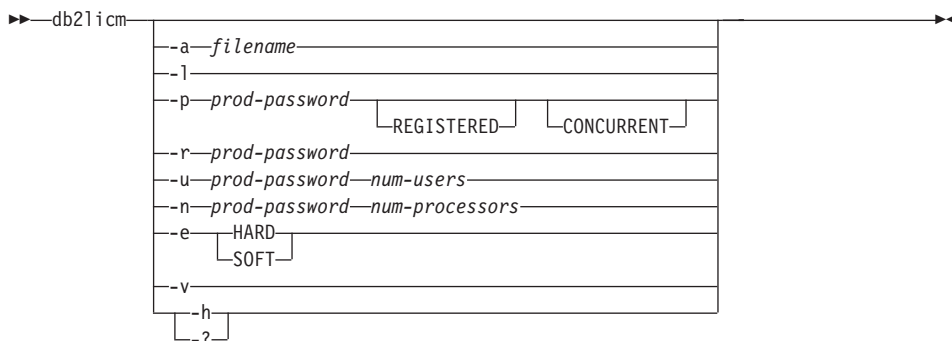 db2licm
-a filename
-l
-p prod-password
REGISTERED CONCURRENT
-r prod-password
-u prod-password num-users
-n prod-password num-processors
-e HARD
SOFT
-v
-h
-?